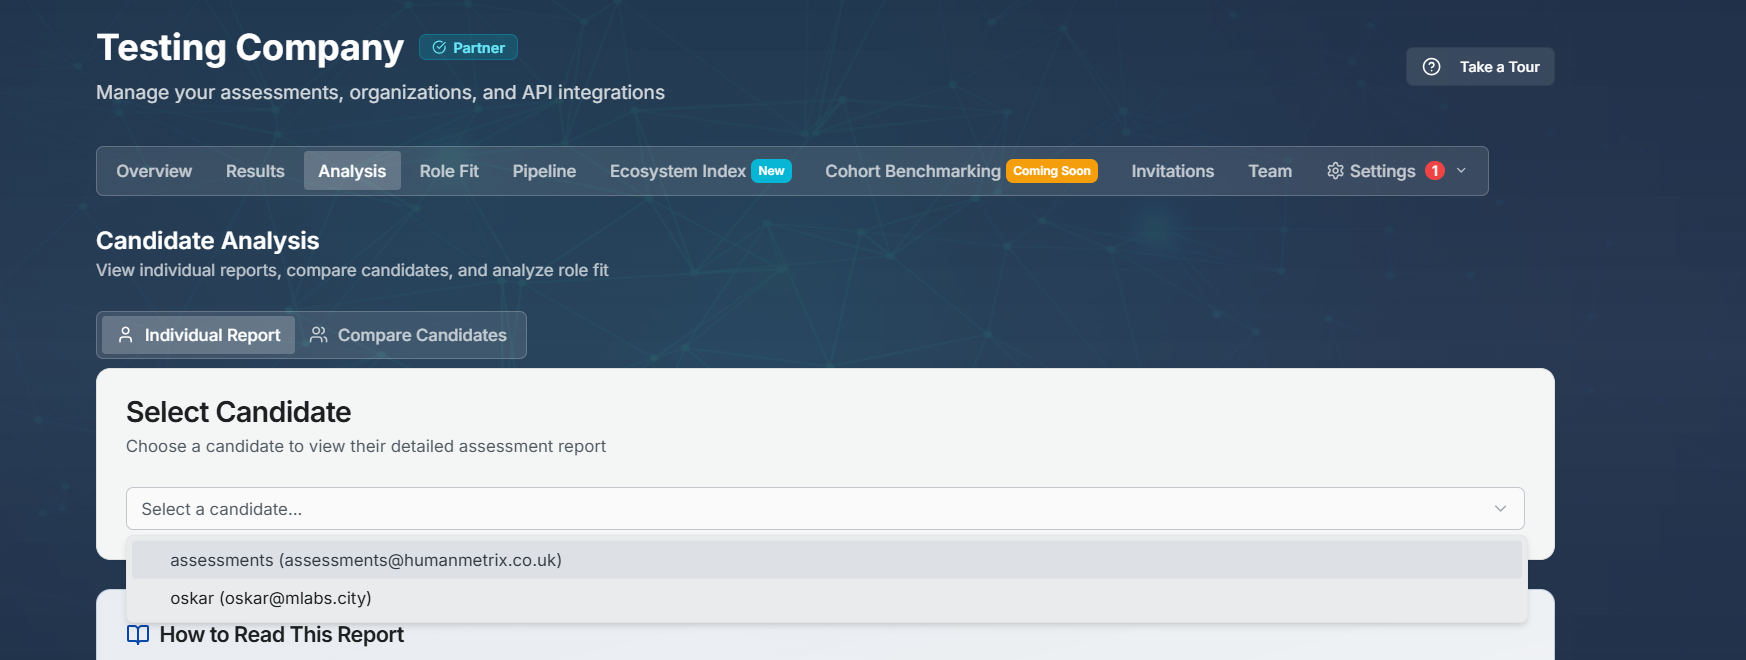 Testing Company
Partner
Take a Tour
Manage your assessments, organizations, and API integrations
Overview Results Analysis Role Fit Pipeline Ecosystem Index New Cohort Benchmarking Coming Soon Invitations Team Settings 1
Candidate Analysis
View individual reports, compare candidates, and analyze role fit
Individual Report Compare Candidates
Select Candidate
Choose a candidate to view their detailed assessment report
Select a candidate...
assessments (assessments@humanmetrix.co.uk)
oskar (oskar@mlabs.city)
How to Read This Report